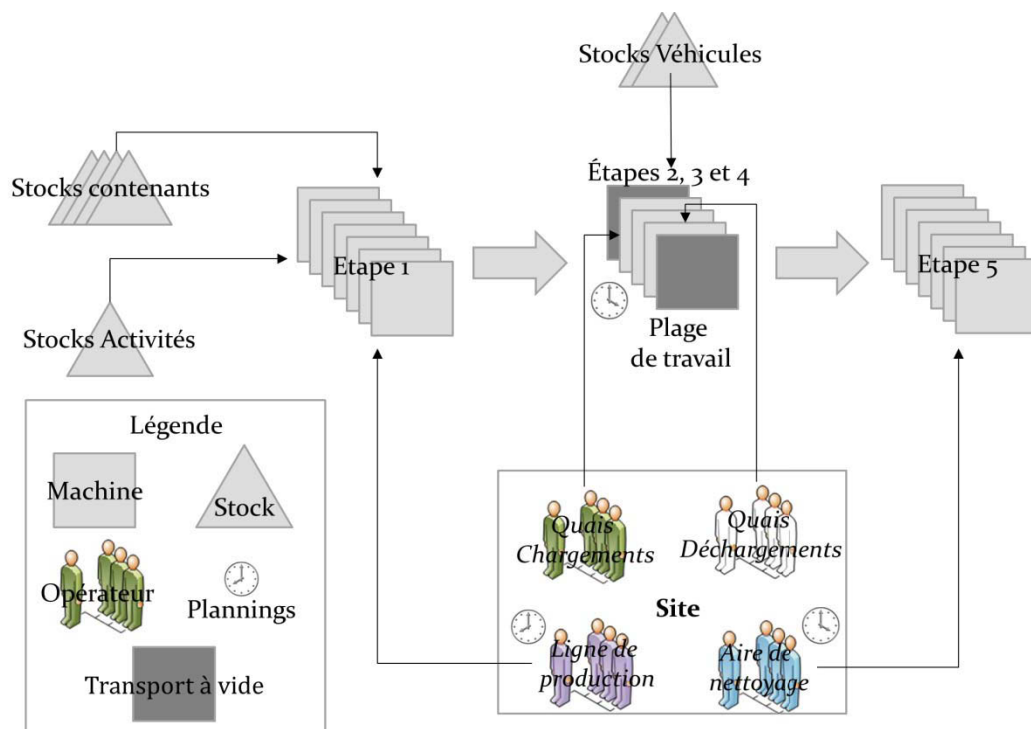 Stocks Véhicules
Stocks contenants
Étapes 2, 3 et 4
Etape 1
Etape 5
Stocks Activités
Plage
de travail
Légende
Machine
Stock
Opérateur
Plannings
Transport à vide
Quais
Chargements
Quais
Déchargements
Site
Ligne de
production
Aire de
nettoyage